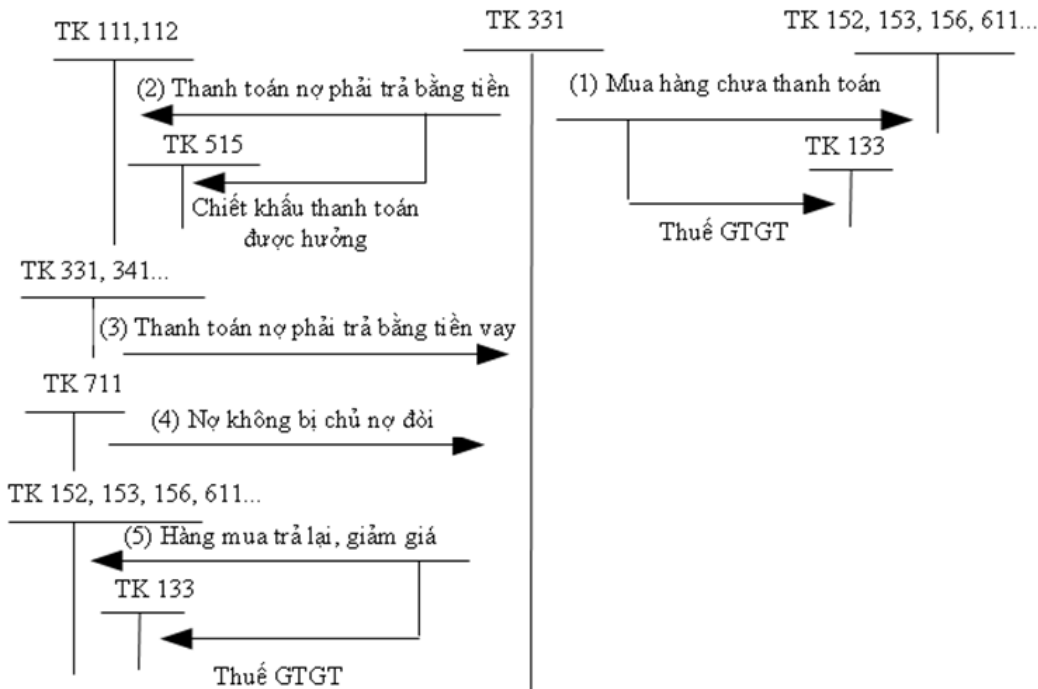 TK 111,112
TK 331
TK 152, 153, 156, 611...
(2) Thanh toán nợ phải trả bằng tiền
(1) Mua hàng chưa thanh toán
TK 515
TK 133
Chiết khấu thanh toán
được hưởng
Thuế GTGT
TK 331, 341...
(3) Thanh toán nợ phải trả bằng tiền vay
TK 711
(4) Nợ không bị chủ nợ đòi
TK 152, 153, 156, 611...
(5) Hàng mua trả lại, giảm giá
TK 133
Thuế GTGT